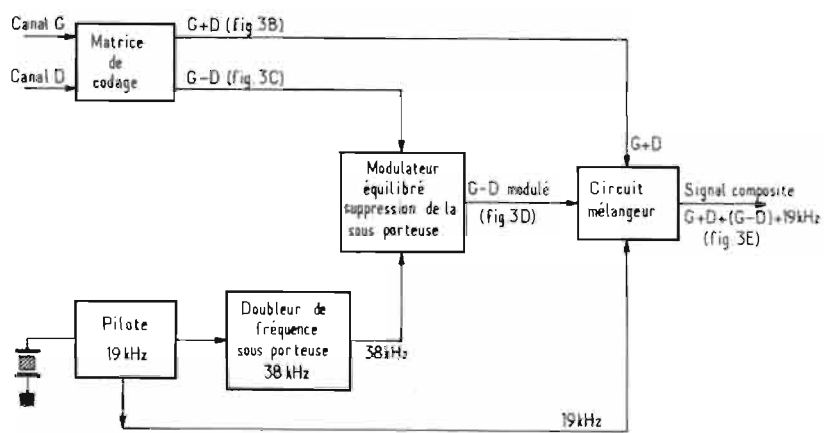 Canal G
Canal D
Matrice
de
codage
G+D (fig.3B)
G-D (fig.3C)
G+D
Modulateur
équilibré
suppression de la
sous porteuse
G-D modulé
(fig.3D)
Circuit
mélangeur
Signal composite
G+D+(G-D)+19kHz
(fig.3E)
Pilote
19 kHz
Doubleur de
fréquence
sous porteuse
38 kHz
38kHz
19kHz